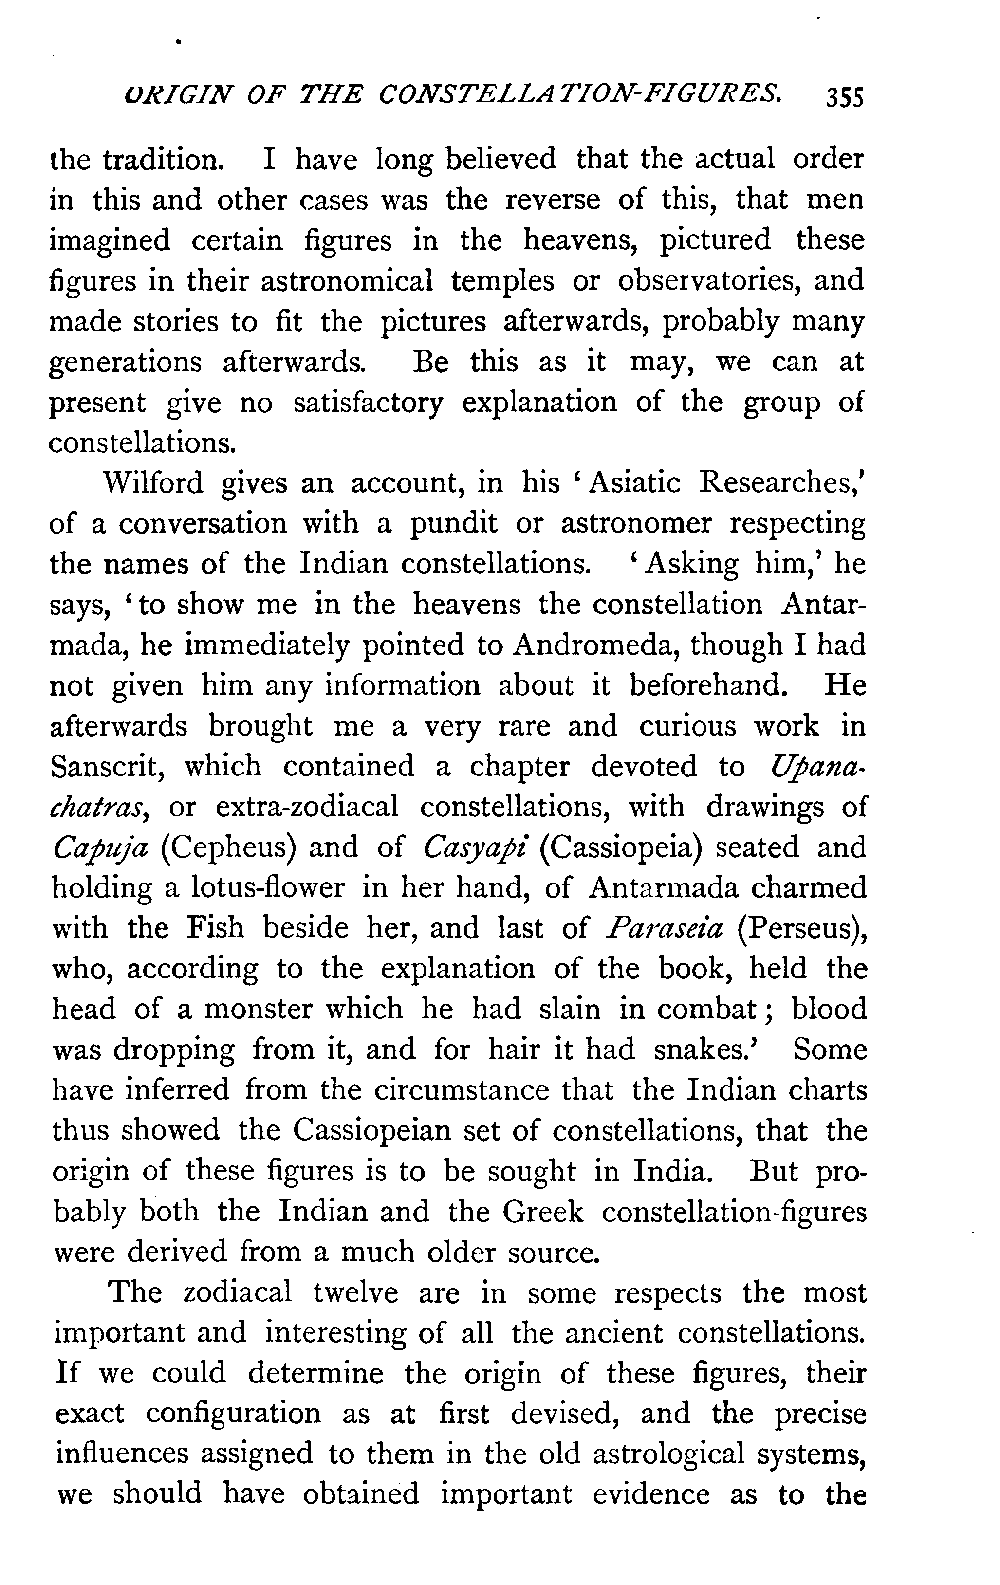 ORIGIN OF THE CONSTELLATION-FIGURES. 355
the tradition. I have long believed that the actual order
in this and other cases was the reverse of this, that men
imagined certain figures in the heavens, pictured these
figures in their astronomical temples or observatories, and
made stories to fit the pictures afterwards, probably many
generations afterwards. Be this as it may, we can at
present give no satisfactory explanation of the group of
constellations.
Wilford gives an account, in his ‘Asiatic Researches,’
of a conversation with a pundit or astronomer respecting
the names of the Indian constellations. ‘Asking him,’ he
says, ‘to show me in the heavens the constellation Antar-
mada, he immediately pointed to Andromeda, though I had
not given him any information about it beforehand. He
afterwards brought me a very rare and curious work in
Sanscrit, which contained a chapter devoted to Upana-
chatras, or extra-zodiacal constellations, with drawings of
Capuja (Cepheus) and of Casyapi (Cassiopeia) seated and
holding a lotus-flower in her hand, of Antarmada charmed
with the Fish beside her, and last of Paraseia (Perseus),
who, according to the explanation of the book, held the
head of a monster which he had slain in combat; blood
was dropping from it, and for hair it had snakes.’ Some
have inferred from the circumstance that the Indian charts
thus showed the Cassiopeian set of constellations, that the
origin of these figures is to be sought in India. But pro-
bably both the Indian and the Greek constellation-figures
were derived from a much older source.
The zodiacal twelve are in some respects the most
important and interesting of all the ancient constellations.
If we could determine the origin of these figures, their
exact configuration as at first devised, and the precise
influences assigned to them in the old astrological systems,
we should have obtained important evidence as to the